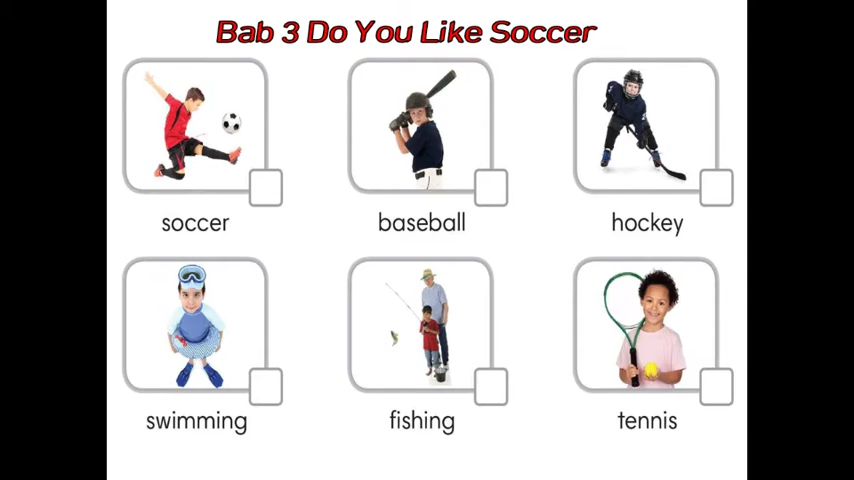 Bab 3 Do You Like Soccer
soccer
baseball
hockey
swimming
fishing
tennis